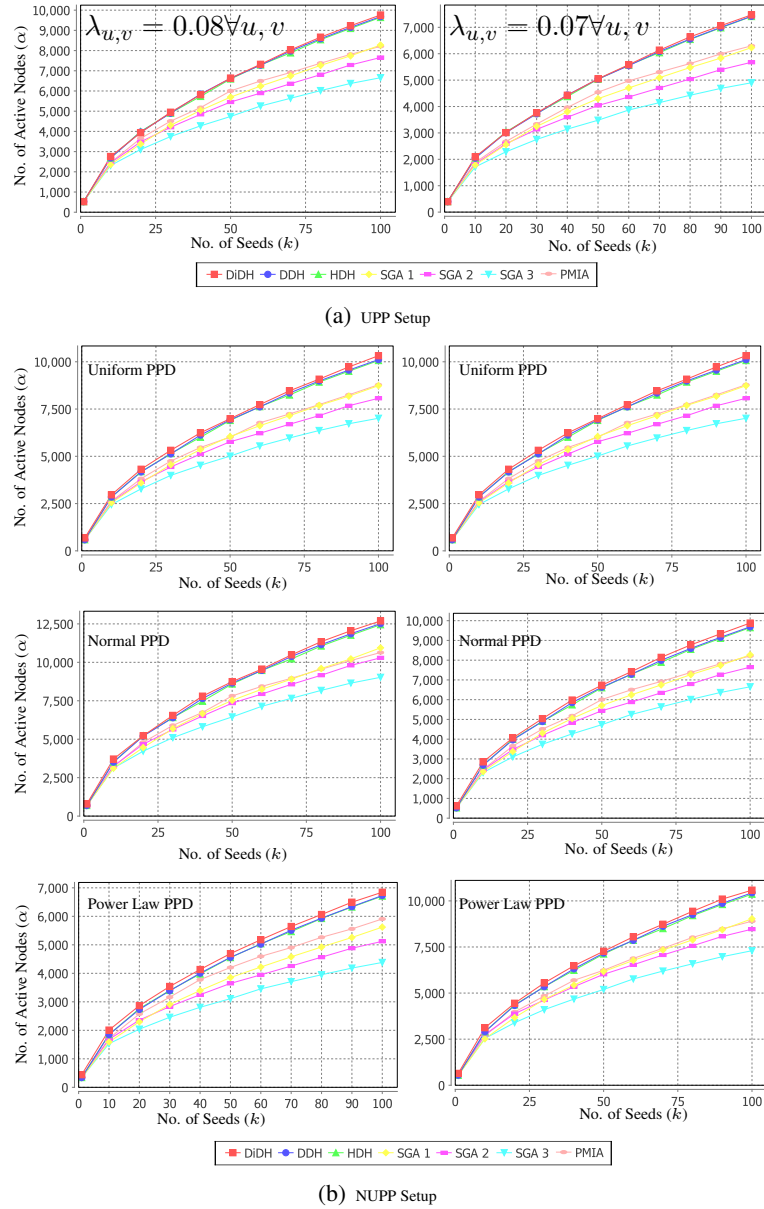 λ_{u,v} = 0.08∀u, v
10,000
9,000
8,000
7,000
6,000
5,000
4,000
3,000
2,000
1,000
0
No. of Active Nodes (α)
0 25 50 75 100
No. of Seeds (k)
λ_{u,v} = 0.07∀u, v
7,000
6,000
5,000
4,000
3,000
2,000
1,000
0
0 10 20 30 40 50 60 70 80 90 100
No. of Seeds (k)
DiDH DDH HDH SGA 1 SGA 2 SGA 3 PMIA
(a) UPP Setup
Uniform PPD
10,000
7,500
5,000
2,500
0
No. of Active Nodes (α)
0 25 50 75 100
No. of Seeds (k)
Uniform PPD
10,000
7,500
5,000
2,500
0
0 25 50 75 100
No. of Seeds (k)
Normal PPD
12,500
10,000
7,500
5,000
2,500
0
No. of Active Nodes (α)
0 25 50 75 100
No. of Seeds (k)
Normal PPD
10,000
9,000
8,000
7,000
6,000
5,000
4,000
3,000
2,000
1,000
0
0 25 50 75 100
No. of Seeds (k)
Power Law PPD
7,000
6,000
5,000
4,000
3,000
2,000
1,000
0
No. of Active Nodes (α)
0 10 20 30 40 50 60 70 80 90 100
No. of Seeds (k)
Power Law PPD
10,000
7,500
5,000
2,500
0
0 25 50 75 100
No. of Seeds (k)
DiDH DDH HDH SGA 1 SGA 2 SGA 3 PMIA
(b) NUPP Setup